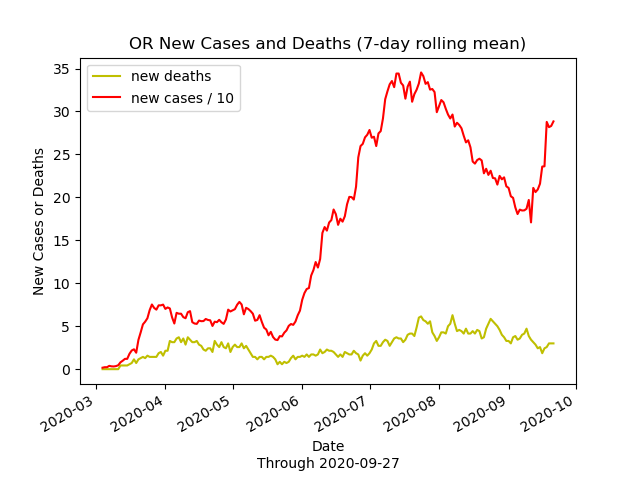 OR New Cases and Deaths (7-day rolling mean)
new deaths
new cases / 10
New Cases or Deaths
35
30
25
20
15
10
5
0
2020-03
2020-04
2020-05
2020-06
2020-07
2020-08
2020-09
2020-10
Date
Through 2020-09-27